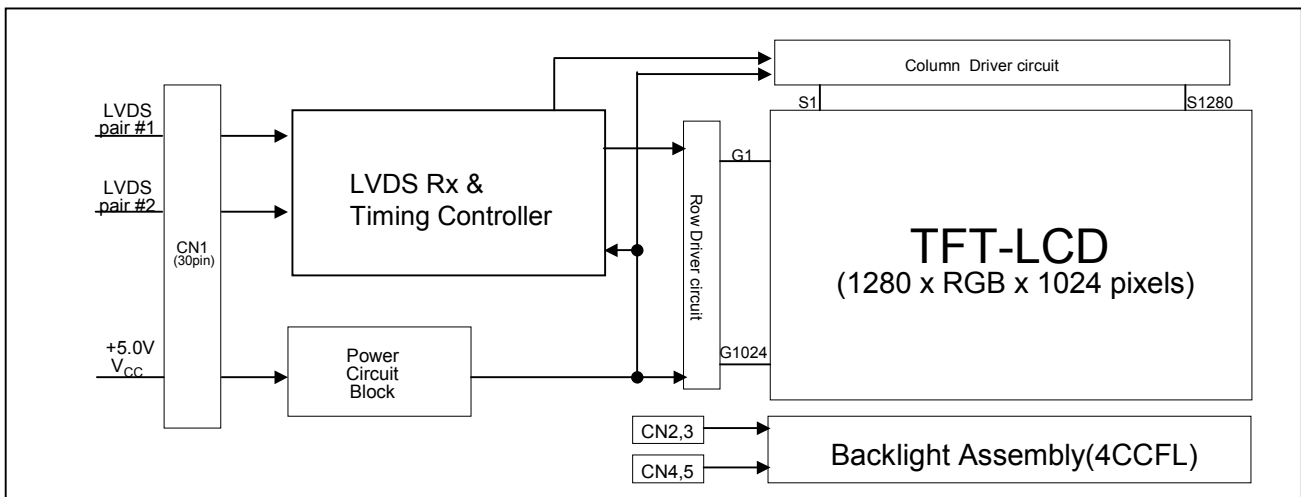 Column  Driver circuit
S1
S1280
LVDS
pair #1
LVDS
pair #2
CN1
(30pin)
LVDS Rx &
Timing Controller
G1
Row Driver circuit
TFT-LCD
(1280 x RGB x 1024 pixels)
G1024
+5.0V
VCC
Power
Circuit
Block
CN2,3
CN4,5
Backlight Assembly(4CCFL)